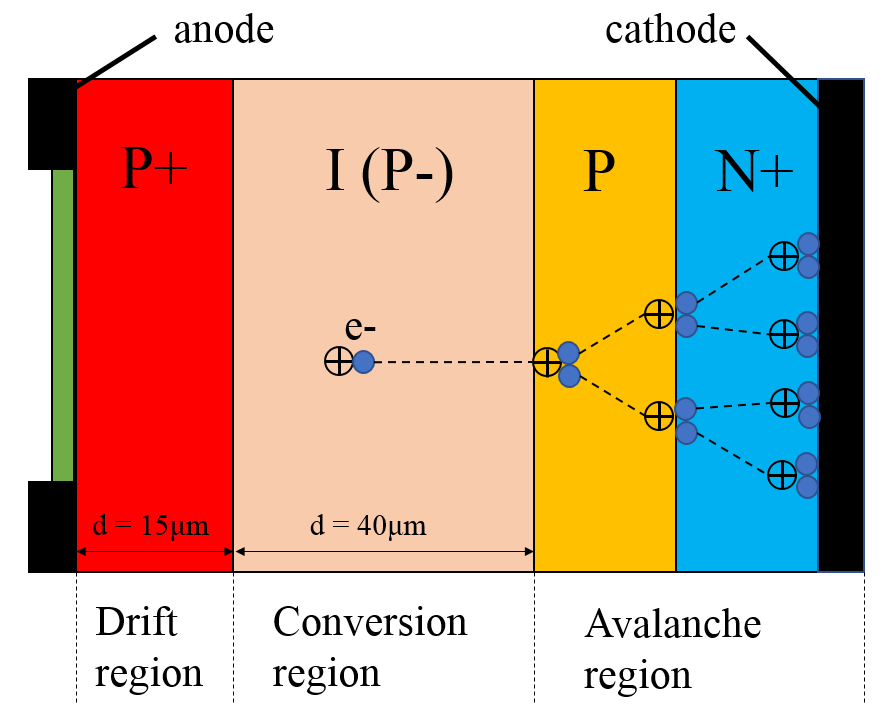 anode
cathode
P+
I (P-)
P
N+
e-
d = 15μm
d = 40μm
Drift
region
Conversion
region
Avalanche
region